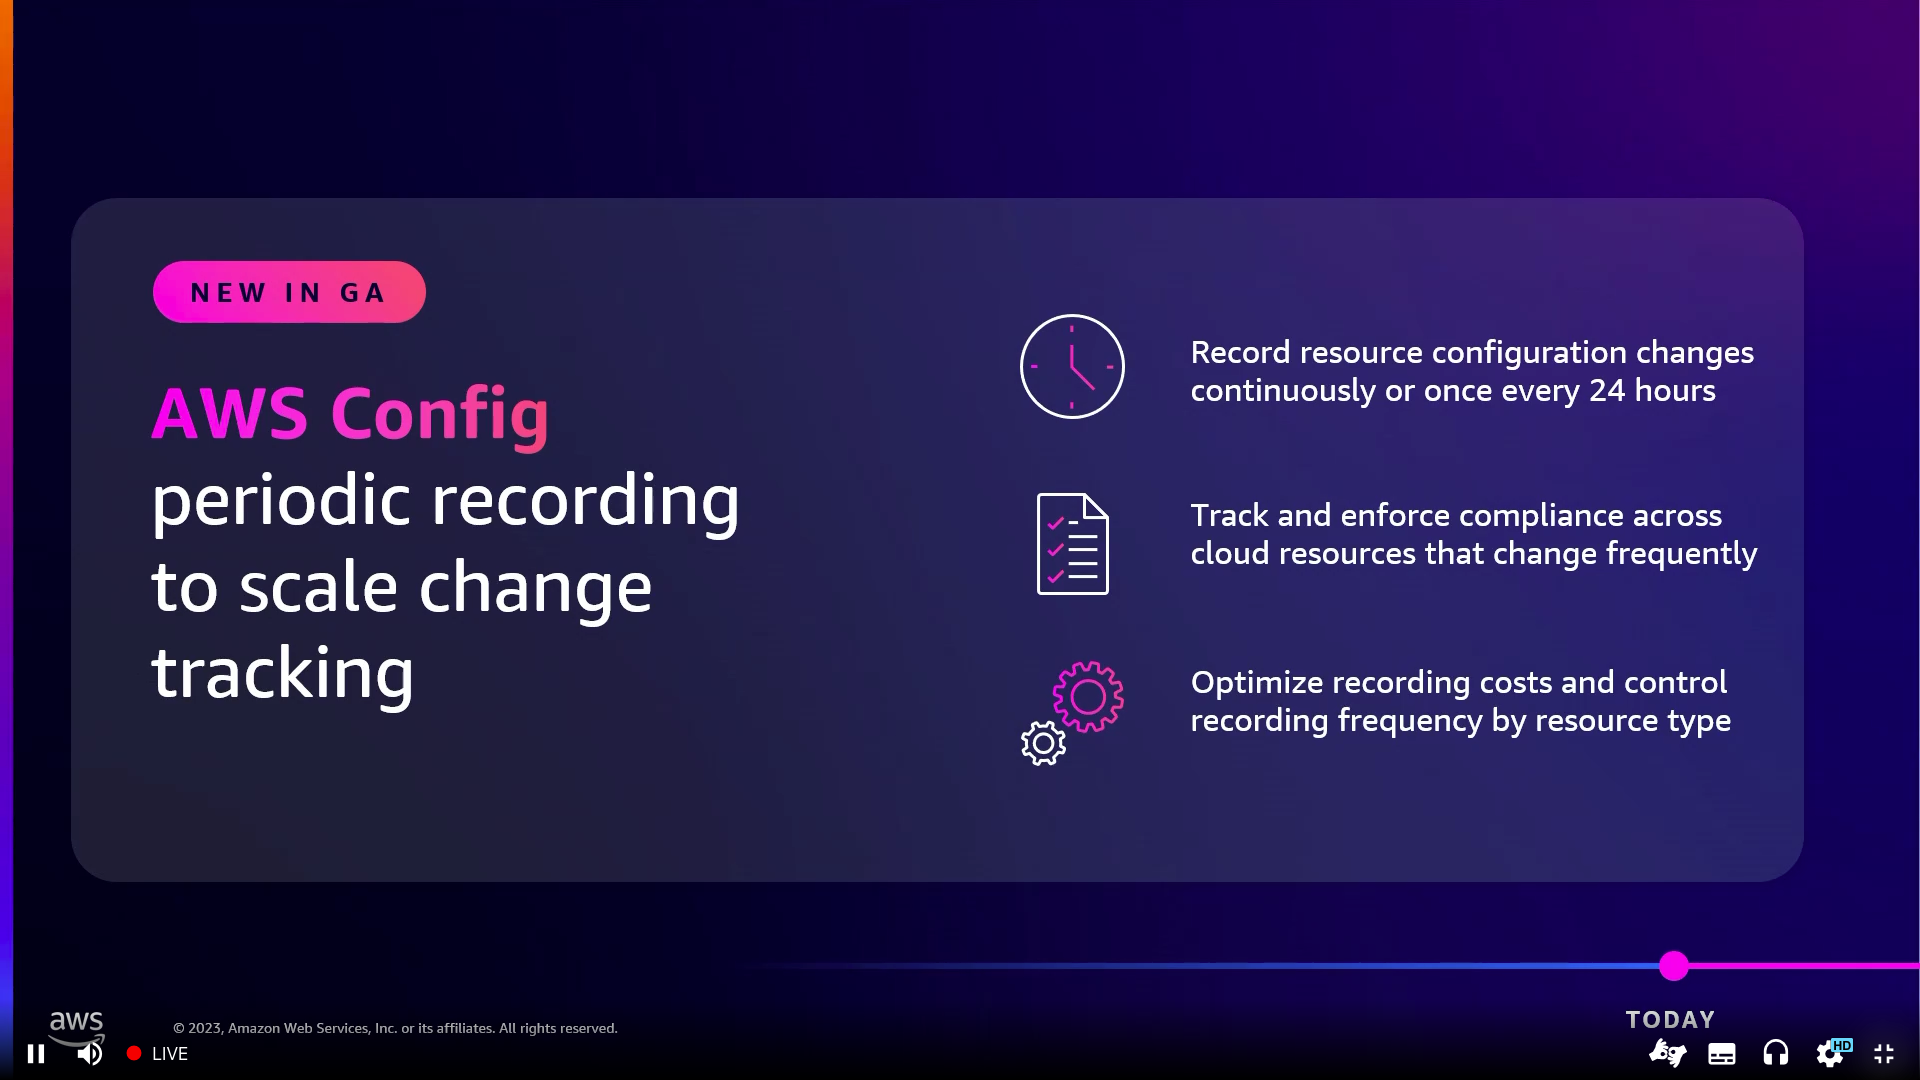 NEW IN GA
AWS Config
periodic recording
to scale change
tracking
Record resource configuration changes
continuously or once every 24 hours
Track and enforce compliance across
cloud resources that change frequently
Optimize recording costs and control
recording frequency by resource type
TODAY
aws
© 2023, Amazon Web Services, Inc. or its affiliates. All rights reserved.
LIVE
HD